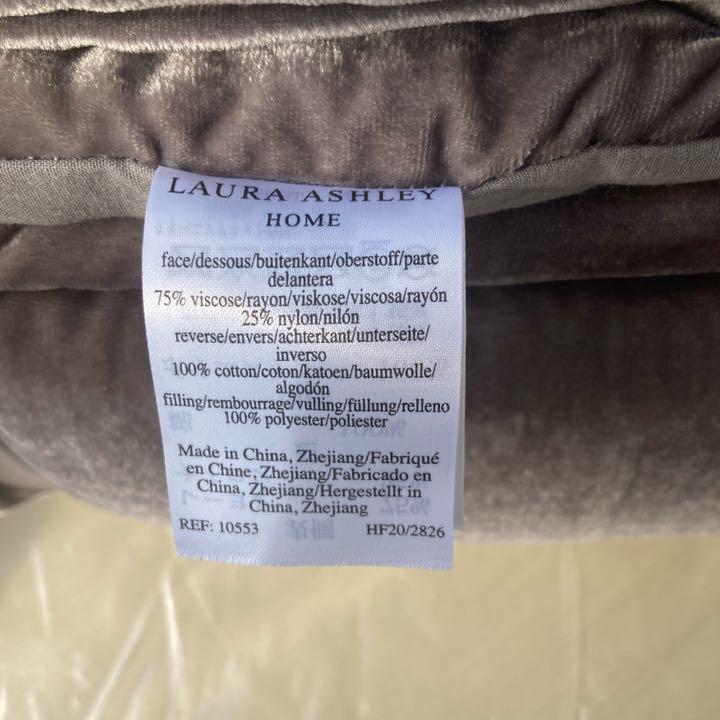 LAURA ASHLEY
HOME
face/dessous/buitenkant/oberstoff/parte
delantera
75% viscose/rayon/viskose/viscosa/rayón
25% nylon/nilón
reverse/envers/achterkant/unterseite/
inverso
100% cotton/coton/katoen/baumwolle/
algodón
filling/rembourrage/vulling/füllung/relleno
100% polyester/poliester
Made in China, Zhejiang/Fabriqué
en Chine, Zhejiang/Fabricado en
China, Zhejiang/Hergestellt in
China, Zhejiang
REF: 10553 HF20/2826